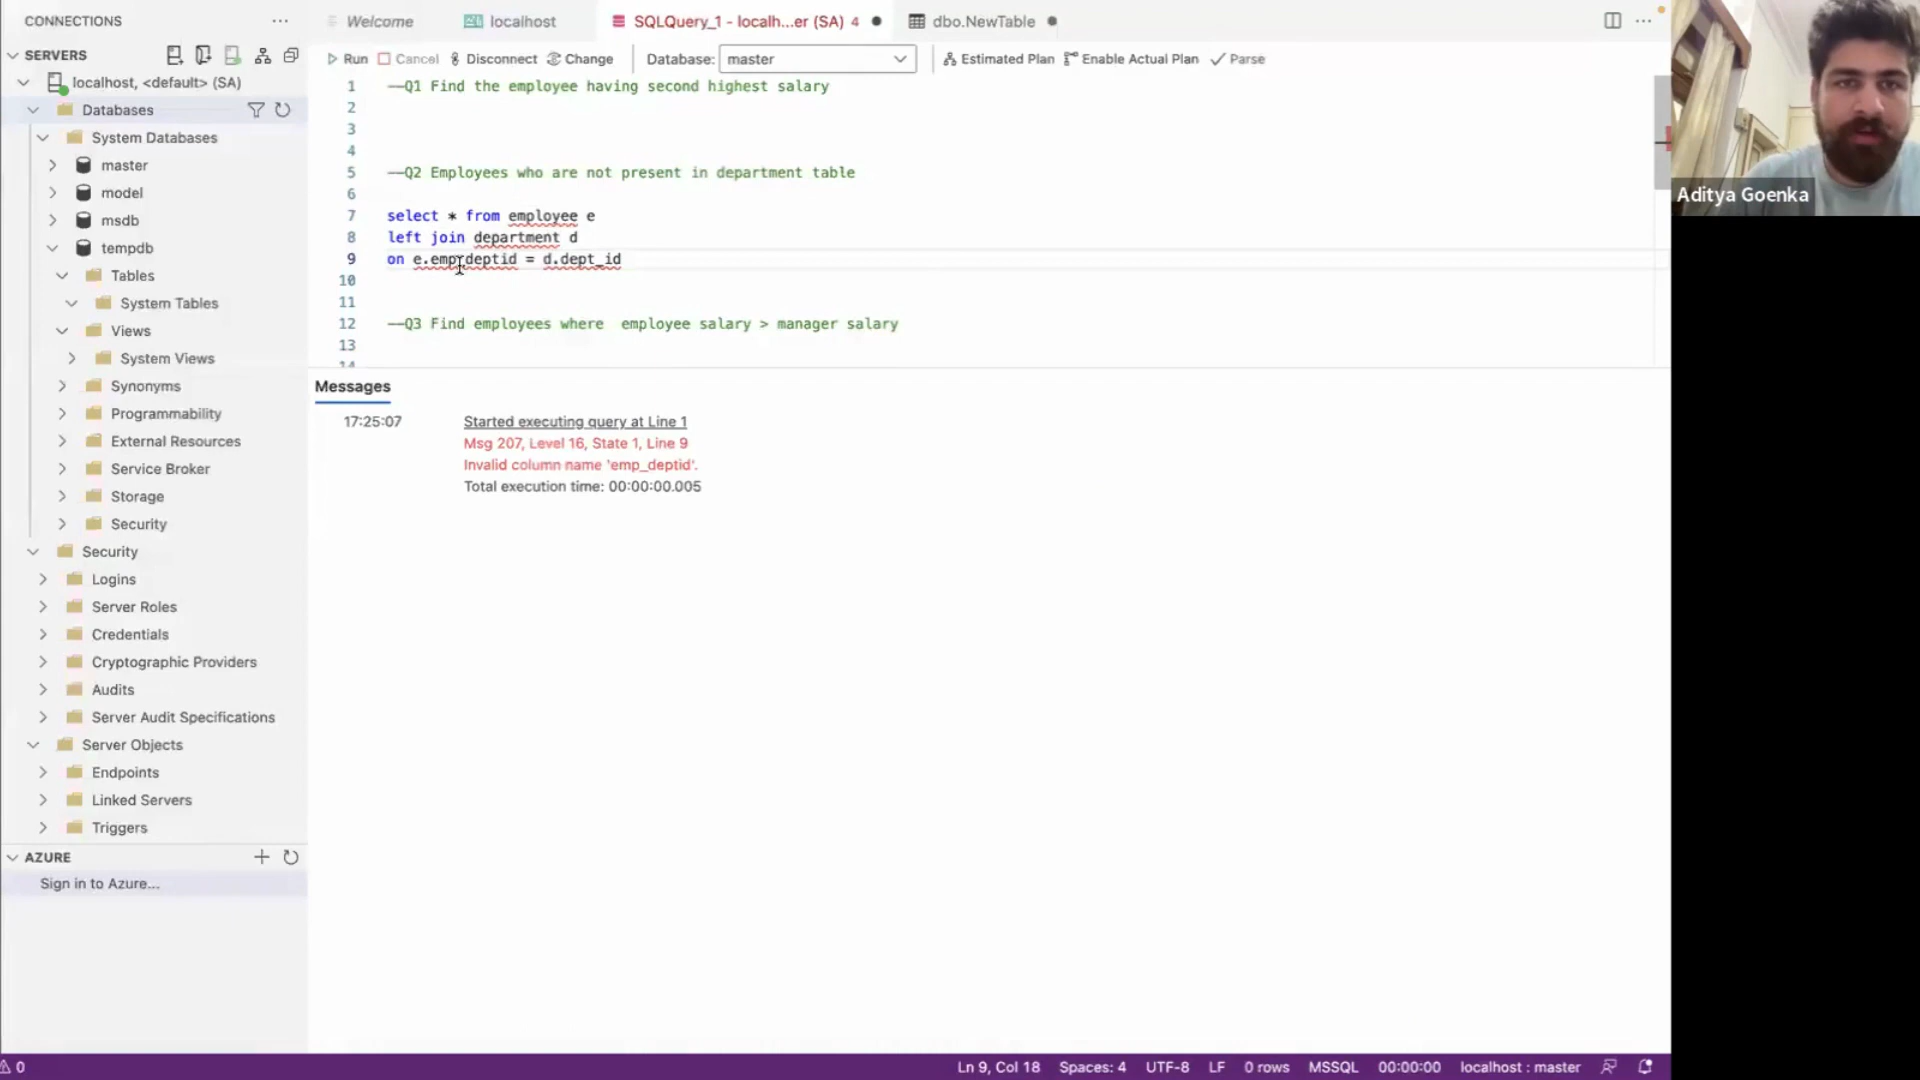 CONNECTIONS
···
Welcome
localhost
SQLQuery_1 - localh...er (SA) 4
dbo.NewTable
···
SERVERS
Run
Cancel
Disconnect
Change
Database:
master
Estimated Plan
Enable Actual Plan
Parse
localhost, <default> (SA)
Databases
System Databases
master
model
msdb
tempdb
Tables
System Tables
Views
System Views
Synonyms
Programmability
External Resources
Service Broker
Storage
Security
Security
Logins
Server Roles
Credentials
Cryptographic Providers
Audits
Server Audit Specifications
Server Objects
Endpoints
Linked Servers
Triggers
AZURE
Sign in to Azure...
1 --Q1 Find the employee having second highest salary
2
3
4
5 --Q2 Employees who are not present in department table
6
7 select * from employee e
8 left join department d
9 on e.emp_deptid = d.dept_id
10
11
12 --Q3 Find employees where  employee salary > manager salary
13
14
Messages
17:25:07 Started executing query at Line 1
Msg 207, Level 16, State 1, Line 9
Invalid column name 'emp_deptid'.
Total execution time: 00:00:00.005
Aditya Goenka
0
Ln 9, Col 18
Spaces: 4
UTF-8
LF
0 rows
MSSQL
00:00:00
localhost : master